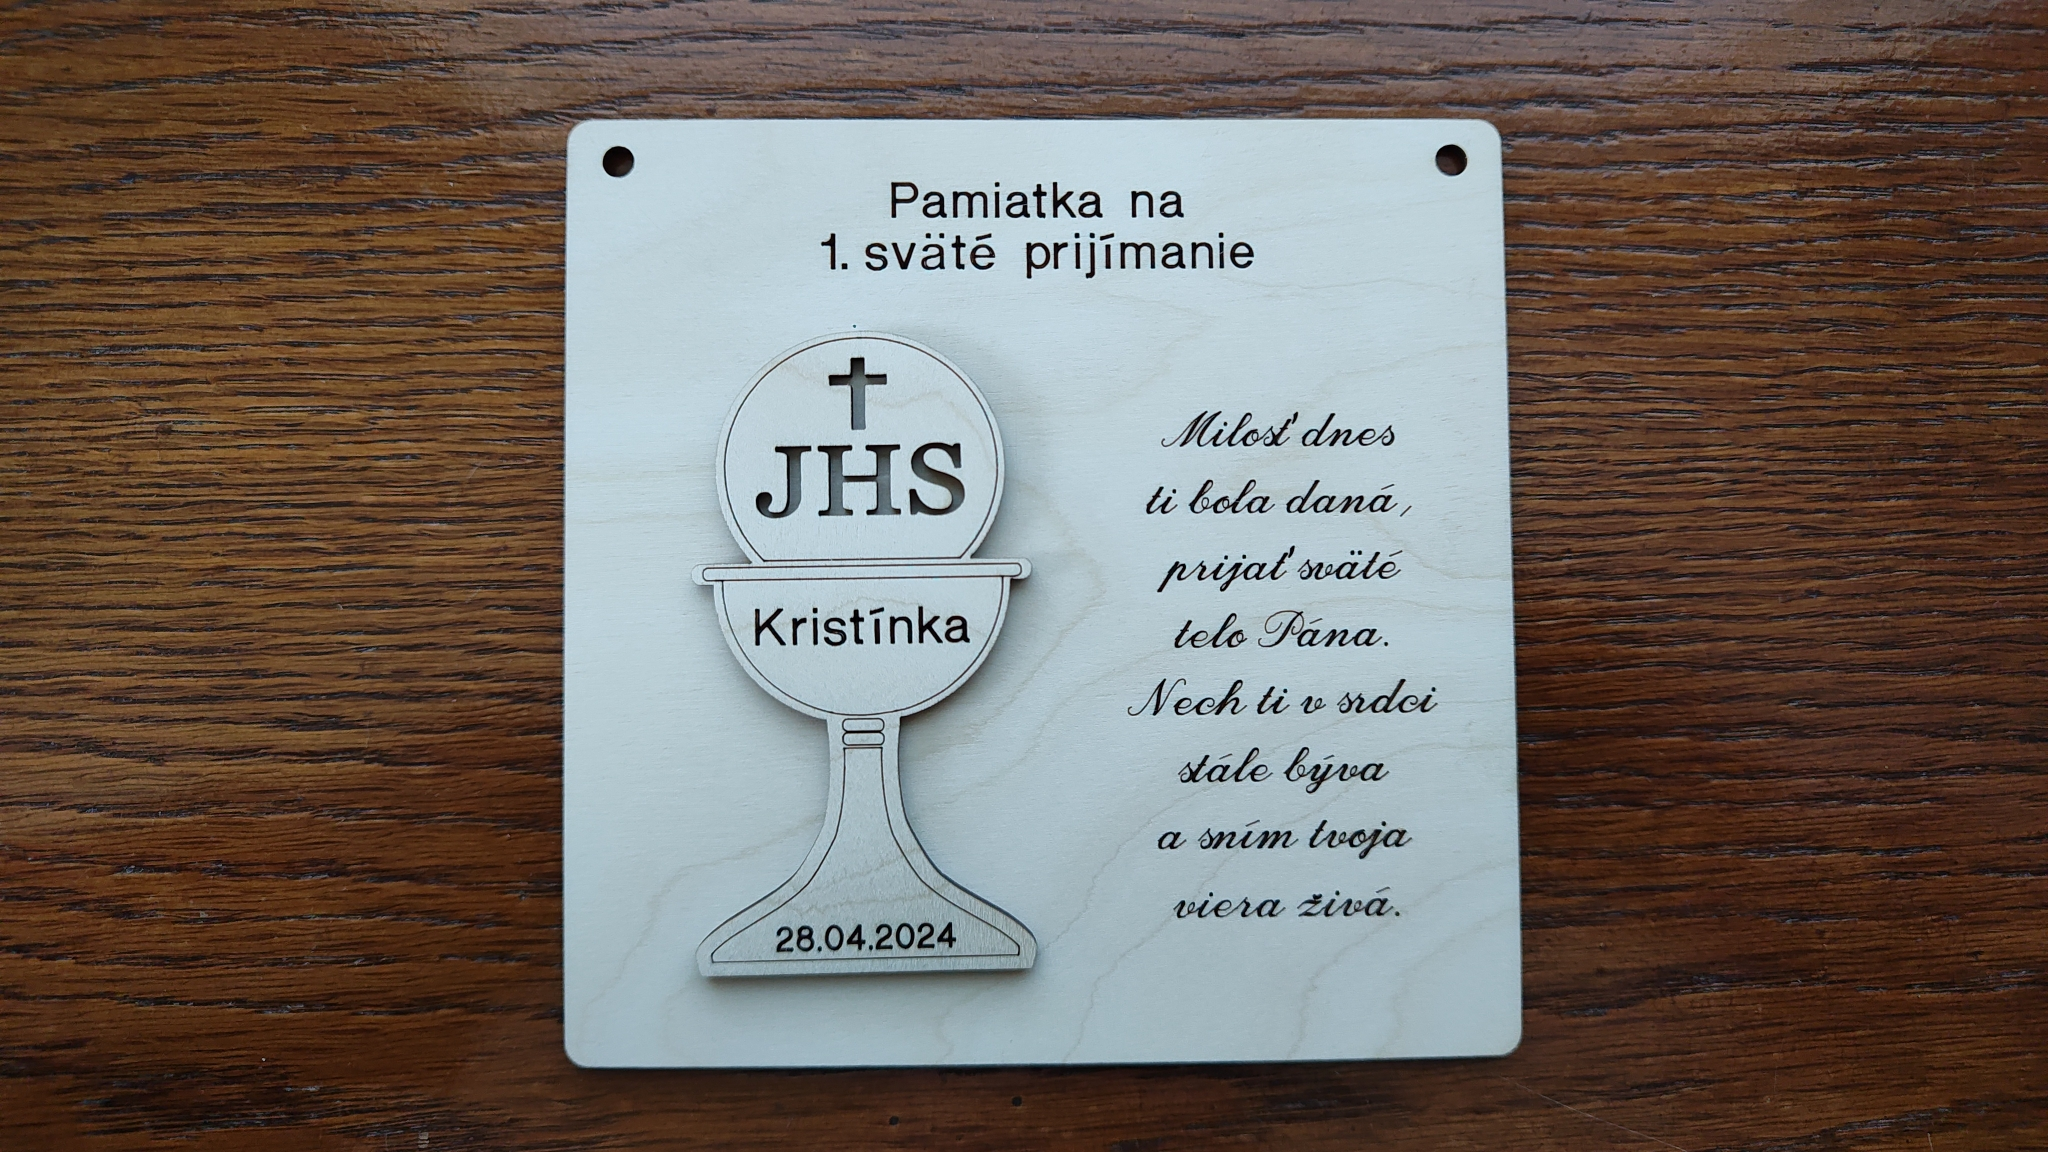 Pamiatka na
1. sväté prijímanie
JHS
Kristínka
28.04.2024
Milosť dnes
ti bola daná,
prijať sväté
telo Pána.
Nech ti v srdci
stále býva
a sním tvoja
viera živá.